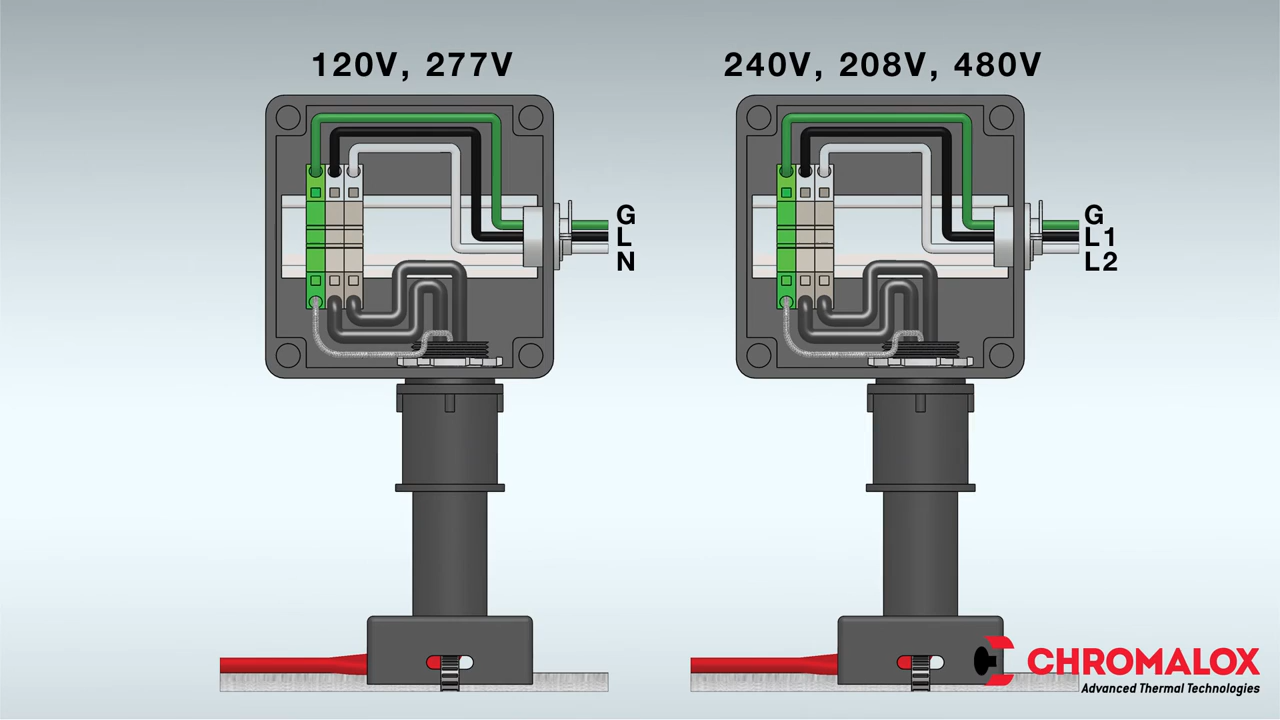 120V, 277V
G
L
N
240V, 208V, 480V
G
L1
L2
CHROMALOX
Advanced Thermal Technologies